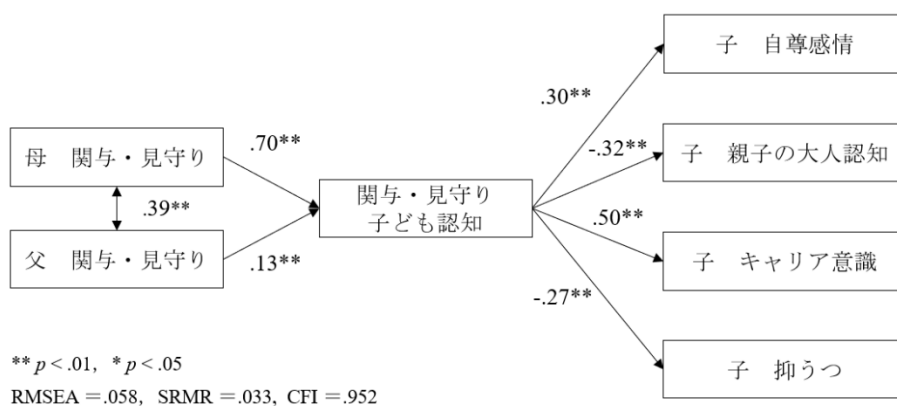 子　自尊感情
.30**
母　関与・見守り
.70**
-.32**
子　親子の大人認知
.39**
関与・見守り
子ども認知
.50**
父　関与・見守り
.13**
子　キャリア意識
-.27**
** p < .01,  * p < .05
子　抑うつ
RMSEA =.058,  SRMR =.033,  CFI =.952